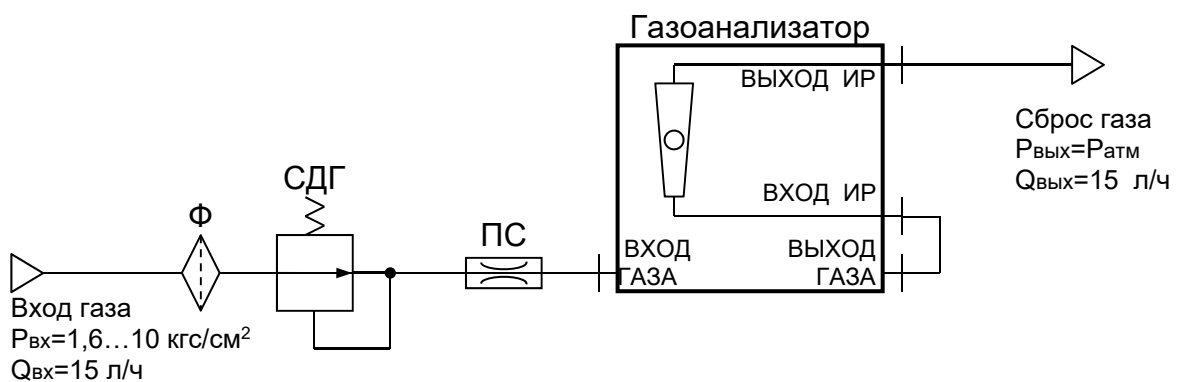 Газоанализатор
ВЫХОД ИР
Сброс газа
Pвых=Pатм
Qвых=15 л/ч
СДГ
ВХОД ИР
Ф
ПС
ВХОД
ГАЗА
ВЫХОД
ГАЗА
Вход газа
Pвх=1,6…10 кгс/см²
Qвх=15 л/ч